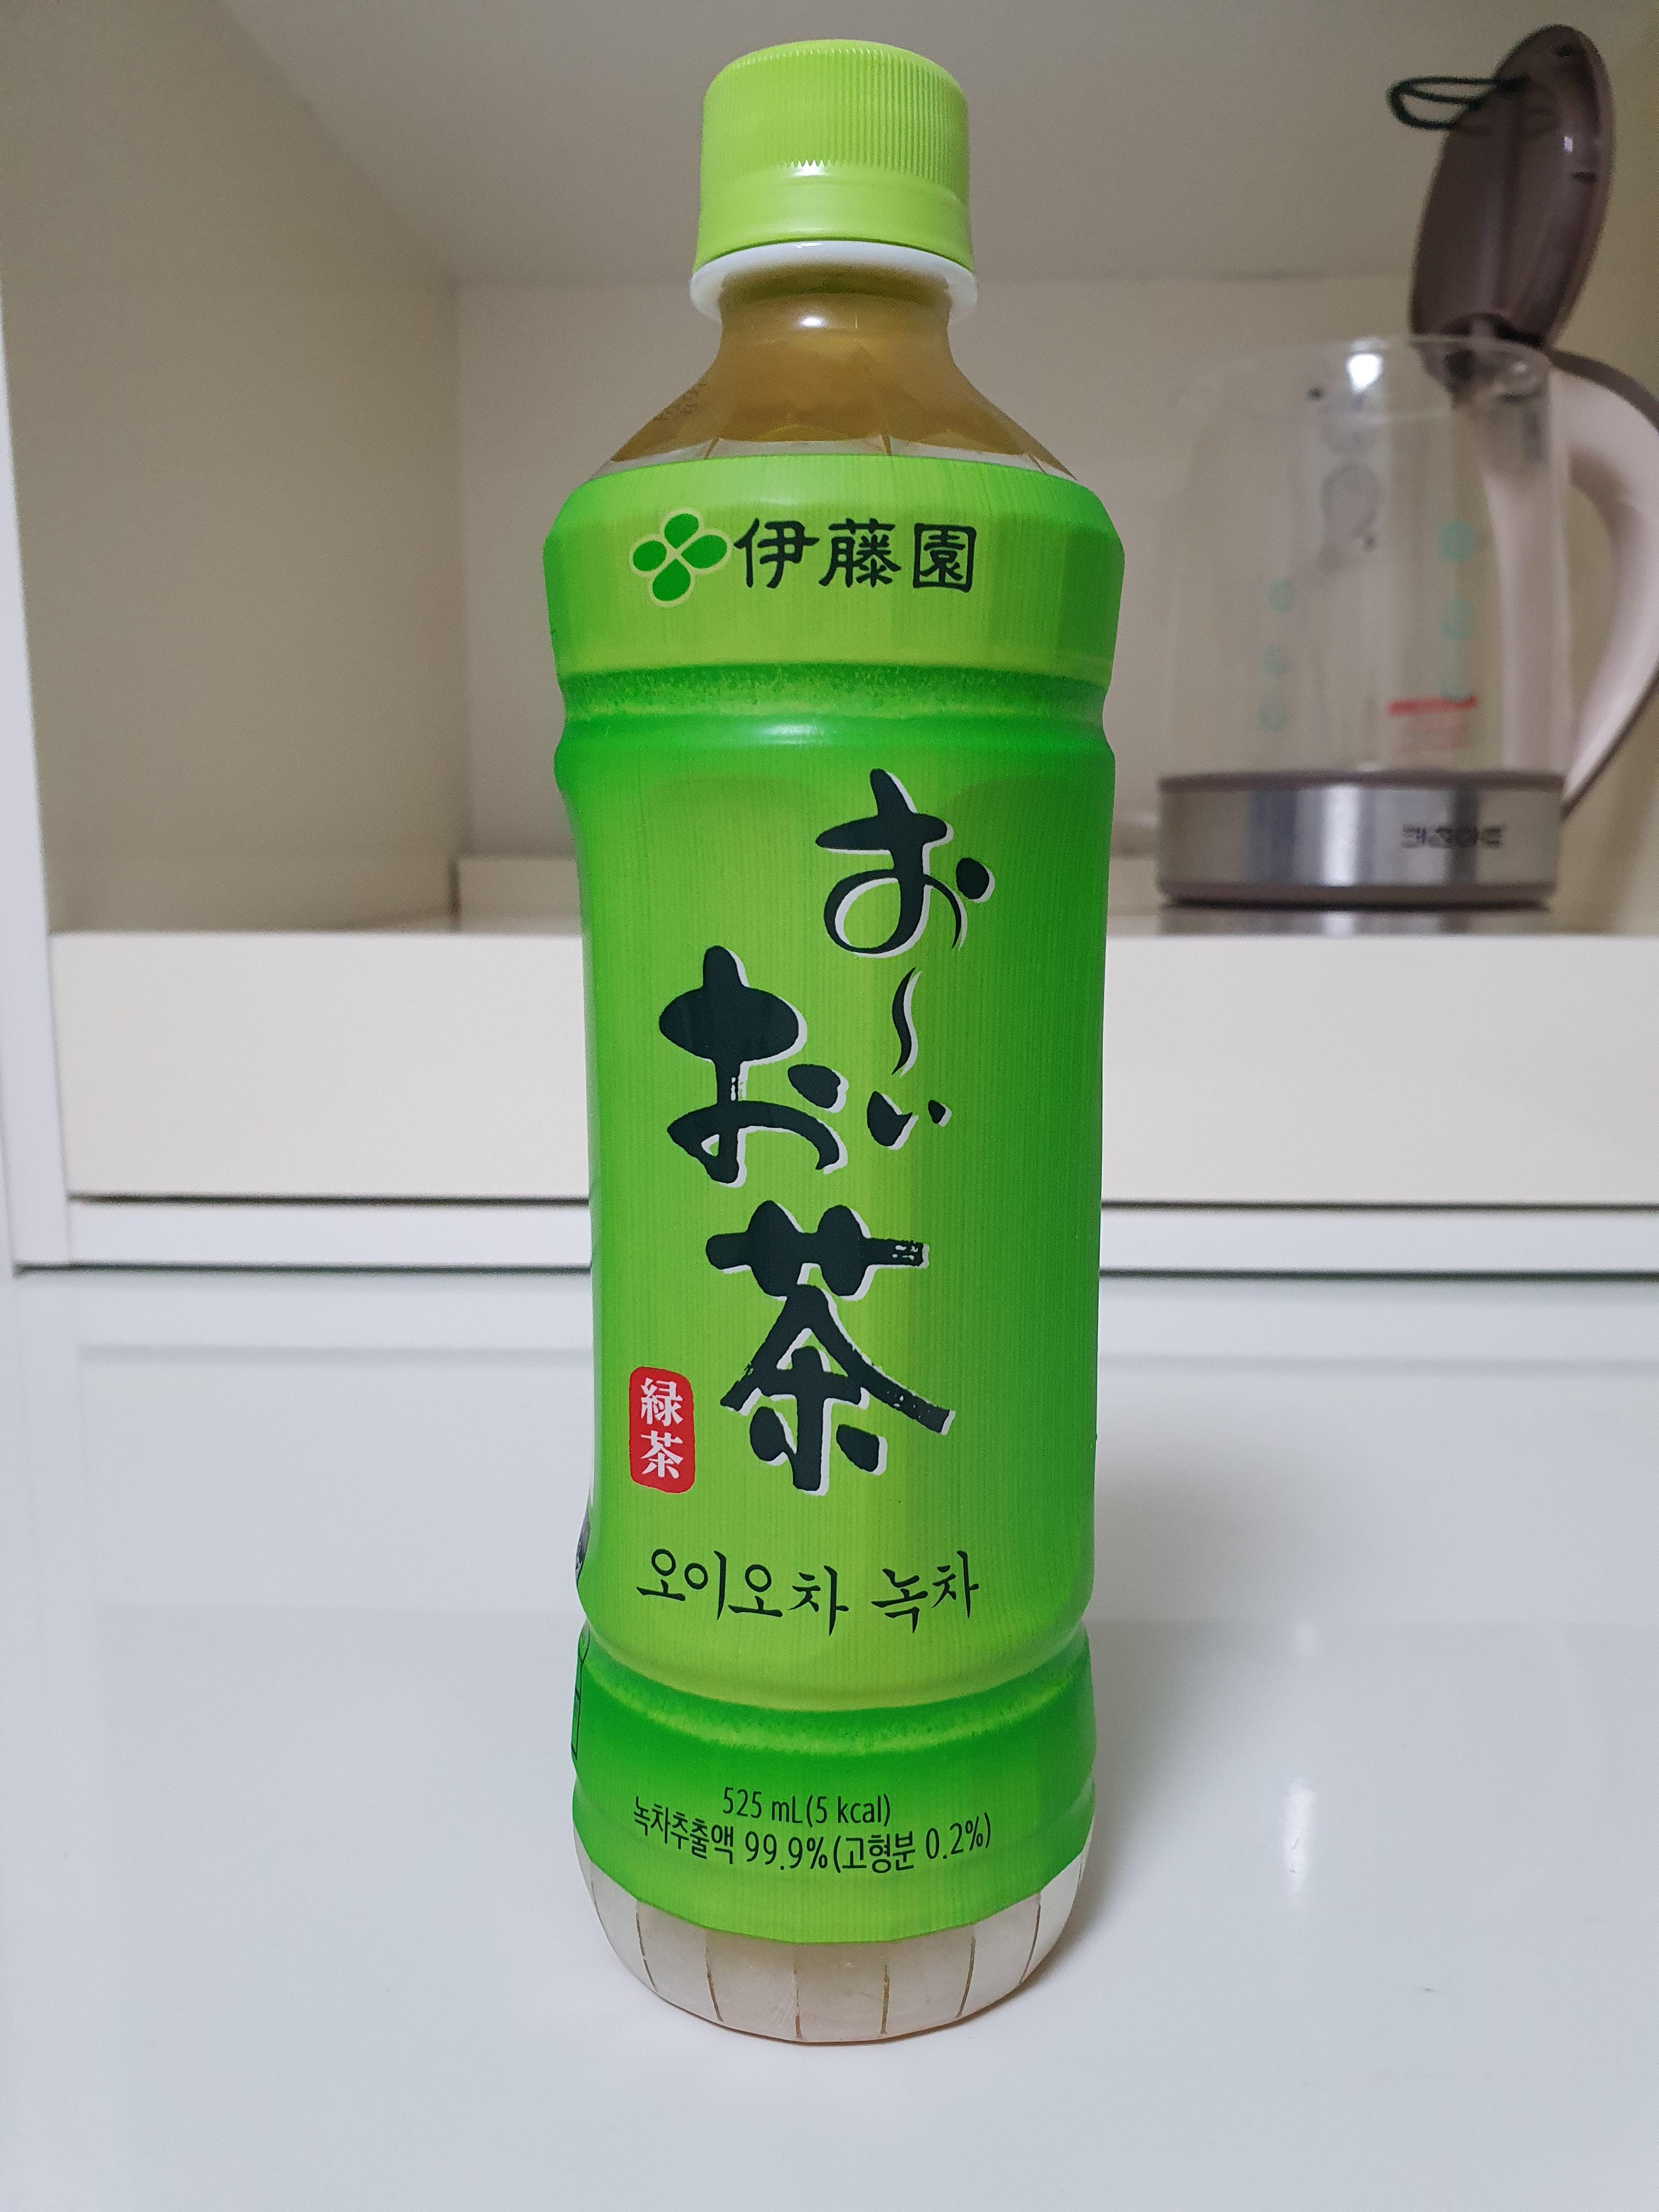 伊藤園
お～い
お茶
緑茶
오이오차 녹차
525 mL(5 kcal)
녹차추출액 99.9%(고형분 0.2%)